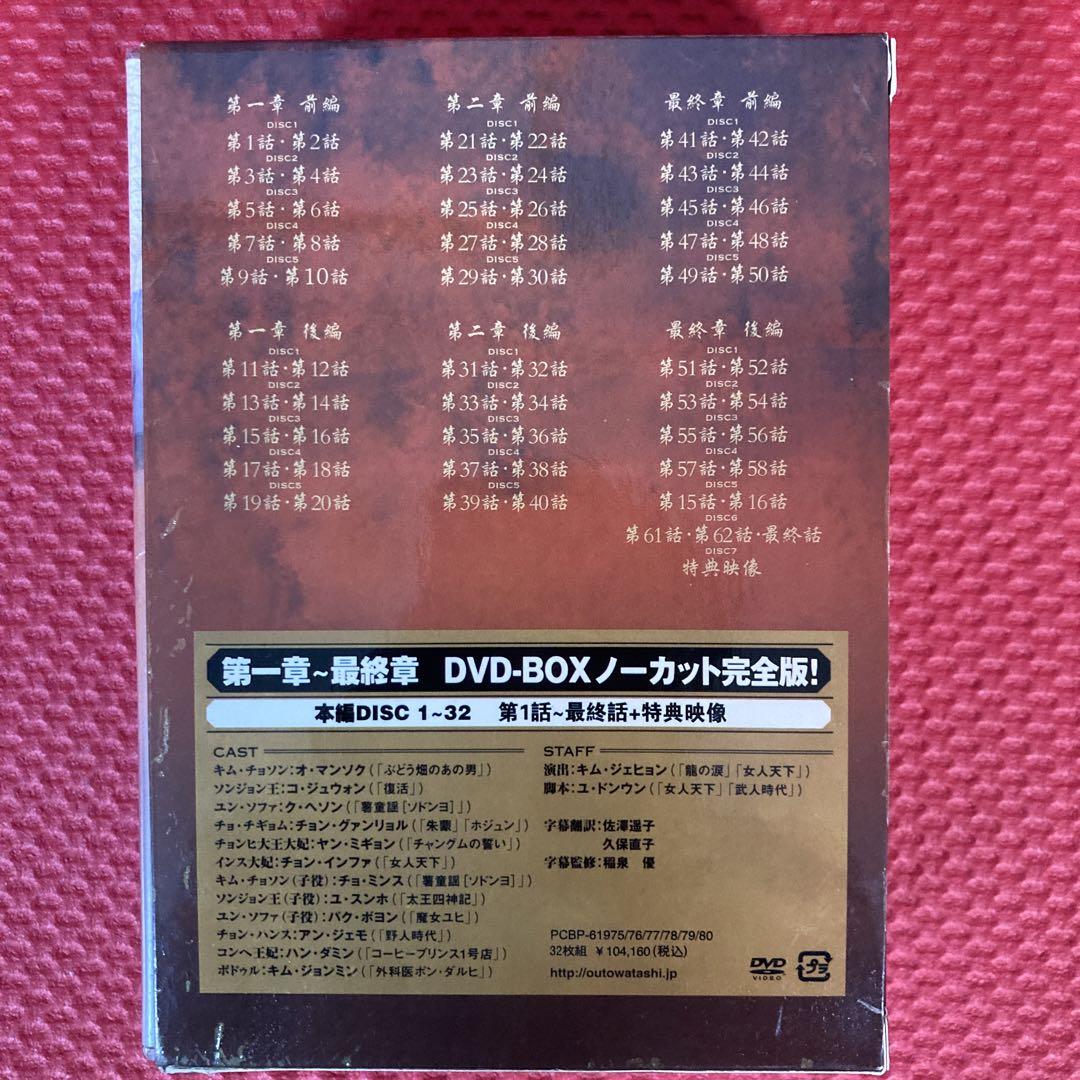 第一章 前編
DISC1
第1話・第2話
DISC2
第3話・第4話
DISC3
第5話・第6話
DISC4
第7話・第8話
DISC5
第9話・第10話
第二章 前編
DISC1
第21話・第22話
DISC2
第23話・第24話
DISC3
第25話・第26話
DISC4
第27話・第28話
DISC5
第29話・第30話
最終章 前編
DISC1
第41話・第42話
DISC2
第43話・第44話
DISC3
第45話・第46話
DISC4
第47話・第48話
DISC5
第49話・第50話
第一章 後編
DISC1
第11話・第12話
DISC2
第13話・第14話
DISC3
第15話・第16話
DISC4
第17話・第18話
DISC5
第19話・第20話
第二章 後編
DISC1
第31話・第32話
DISC2
第33話・第34話
DISC3
第35話・第36話
DISC4
第37話・第38話
DISC5
第39話・第40話
最終章 後編
DISC1
第51話・第52話
DISC2
第53話・第54話
DISC3
第55話・第56話
DISC4
第57話・第58話
DISC5
第15話・第16話
DISC6
第61話・第62話・最終話
DISC7
特典映像
第一章~最終章 DVD-BOXノーカット完全版!
本編DISC 1~32 第1話~最終話+特典映像
CAST
キム・チョソン:オ・マンソク(「ぶどう畑のあの男」)
ソンジョン王:コ・ジュウォン(「復活」)
ユン・ソファ:ク・ヘソン(「薯童謡[ソドンヨ]」)
チョ・チギョム:チョン・グァンリョル(「朱蒙」「ホジュン」)
チョンヒ大王大妃:ヤン・ミギョン(「チャングムの誓い」)
インス大妃:チョン・インファ(「女人天下」)
キム・チョソン(子役):チョ・ミンス(「薯童謡[ソドンヨ]」)
ソンジョン王(子役):ユ・スンホ(「太王四神記」)
ユン・ソファ(子役):パク・ボヨン(「魔女ユヒ」)
チョン・ハンス:アン・ジェモ(「野人時代」)
コンヘ王妃:ハン・ダミン(「コーヒープリンス1号店」)
ポドゥル:キム・ジョンミン(「外科医ポン・ダルヒ」)
STAFF
演出:キム・ジェヒョン(「龍の涙」「女人天下」)
脚本:ユ・ドンウン(「女人天下」「武人時代」)
字幕翻訳:佐澤遥子
久保直子
字幕監修:稲泉 優
PCBP-61975/76/77/78/79/80
32枚組 ¥104,160(税込)
http://outowatashi.jp
DVD
VIDEO
プラ